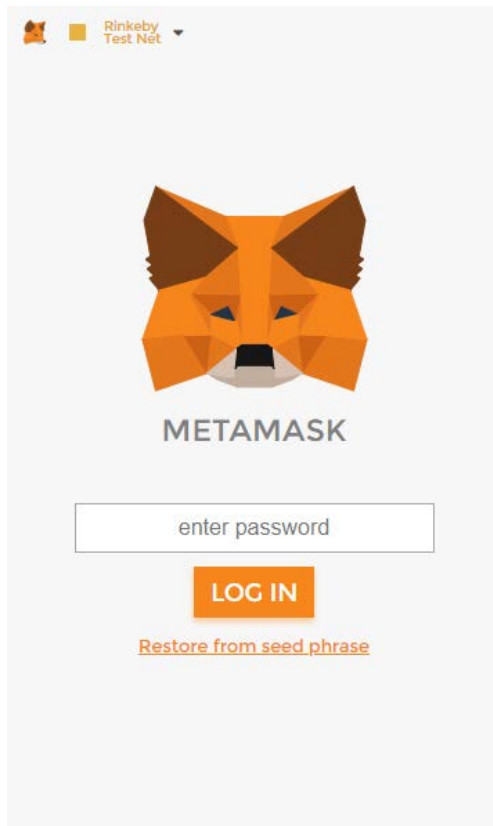 Rinkeby
Test Net
METAMASK
enter password
LOG IN
Restore from seed phrase